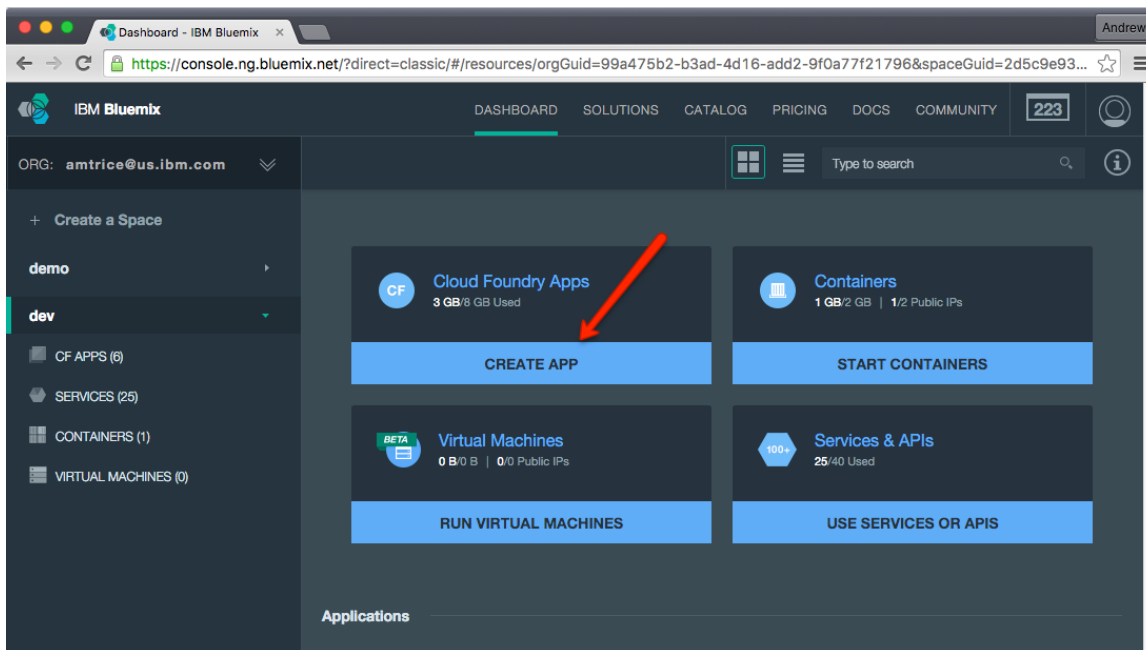 Dashboard - IBM Bluemix
Andrew
https://console.ng.bluemix.net/?direct=classic/#/resources/orgGuid=99a475b2-b3ad-4d16-add2-9f0a77f21796&spaceGuid=2d5c9e93...
IBM Bluemix
DASHBOARD SOLUTIONS CATALOG PRICING DOCS COMMUNITY 223
ORG: amtrice@us.ibm.com
Type to search
+ Create a Space
demo
dev
CF APPS (6)
SERVICES (25)
CONTAINERS (1)
VIRTUAL MACHINES (0)
CF Cloud Foundry Apps
3 GB/8 GB Used
CREATE APP
Containers
1 GB/2 GB | 1/2 Public IPs
START CONTAINERS
BETA Virtual Machines
0 B/0 B | 0/0 Public IPs
RUN VIRTUAL MACHINES
100+ Services & APIs
25/40 Used
USE SERVICES OR APIS
Applications